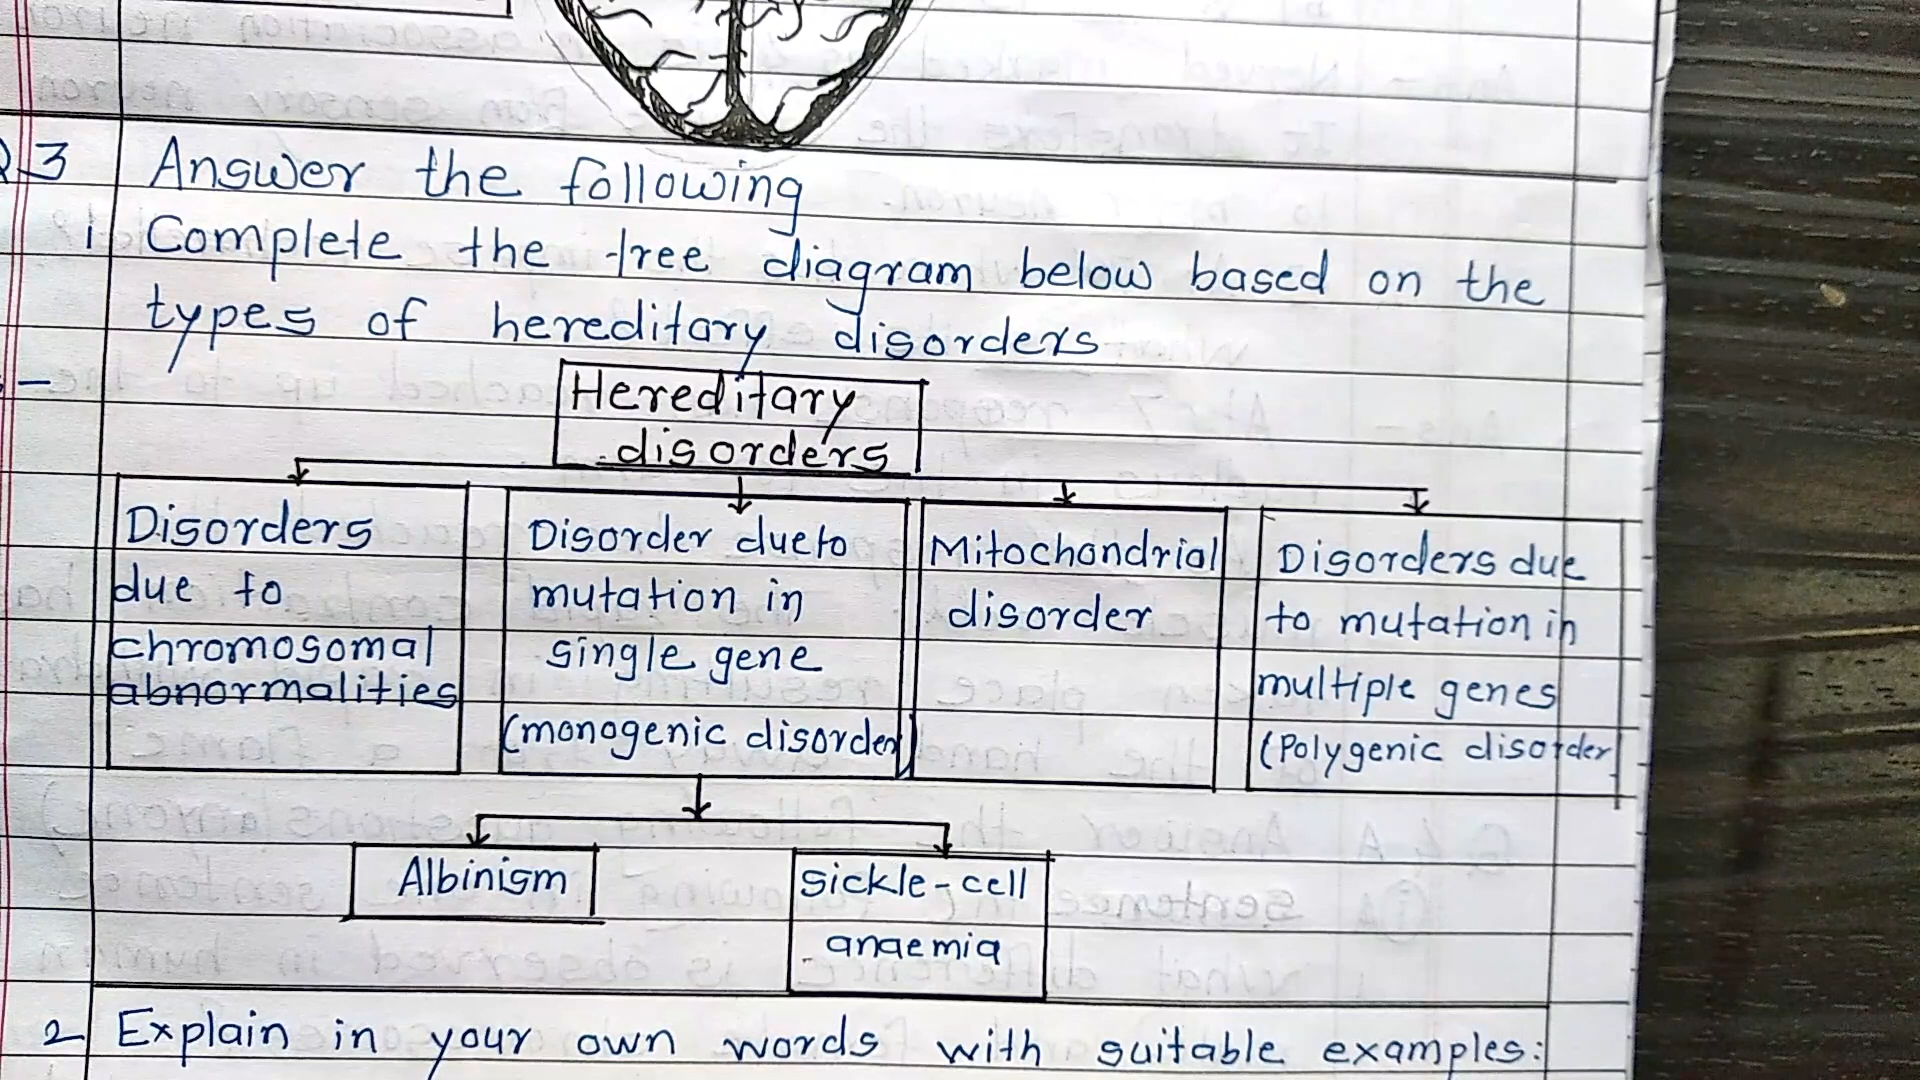 Q.3 Answer the following
i Complete the tree diagram below based on the
types of hereditary disorders
Hereditary
disorders
Disorders
due to
chromosomal
abnormalities
Disorder due to
mutation in
single gene
(monogenic disorder)
Mitochondrial
disorder
Disorders due
to mutation in
multiple genes
(Polygenic disorder
Albinism
Sickle-cell
anaemia
2 Explain in your own words with suitable examples: